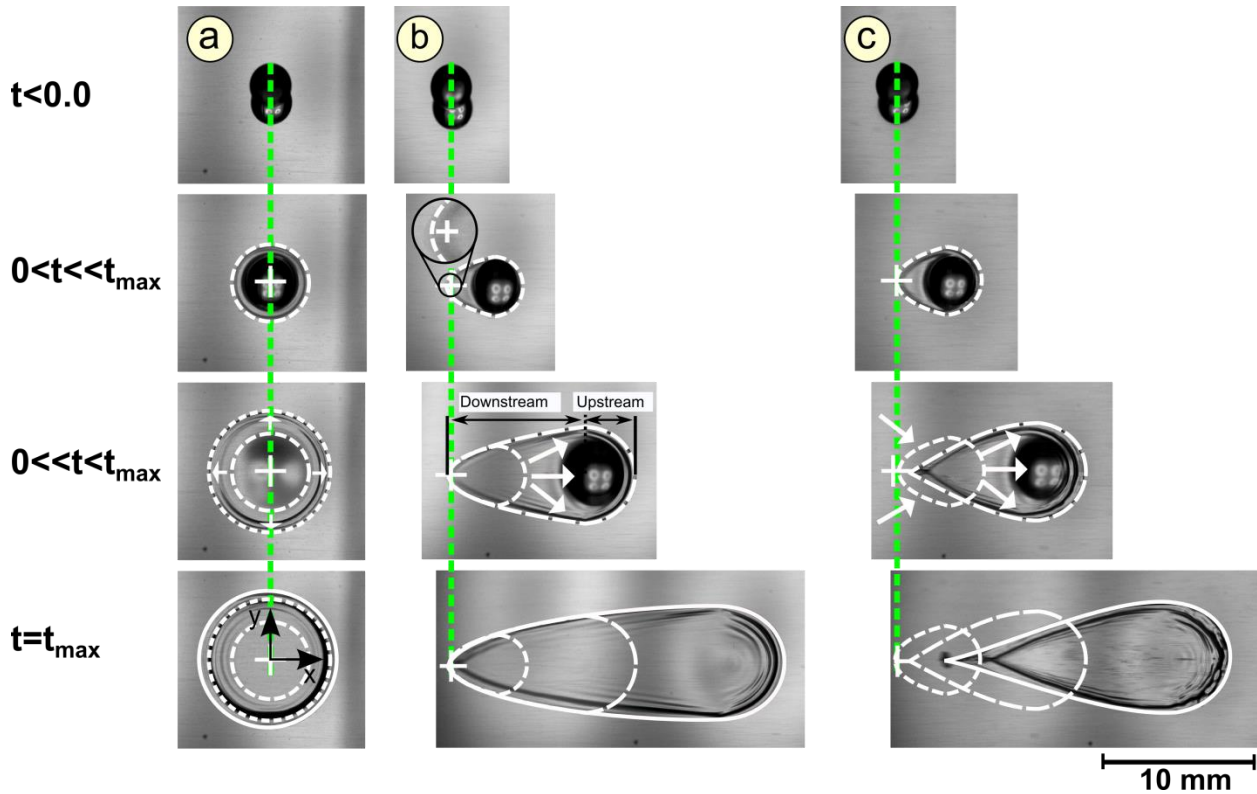 a
b
c
t<0.0
0<t<<tmax
Downstream
Upstream
0<<t<tmax
y
x
t=tmax
10 mm